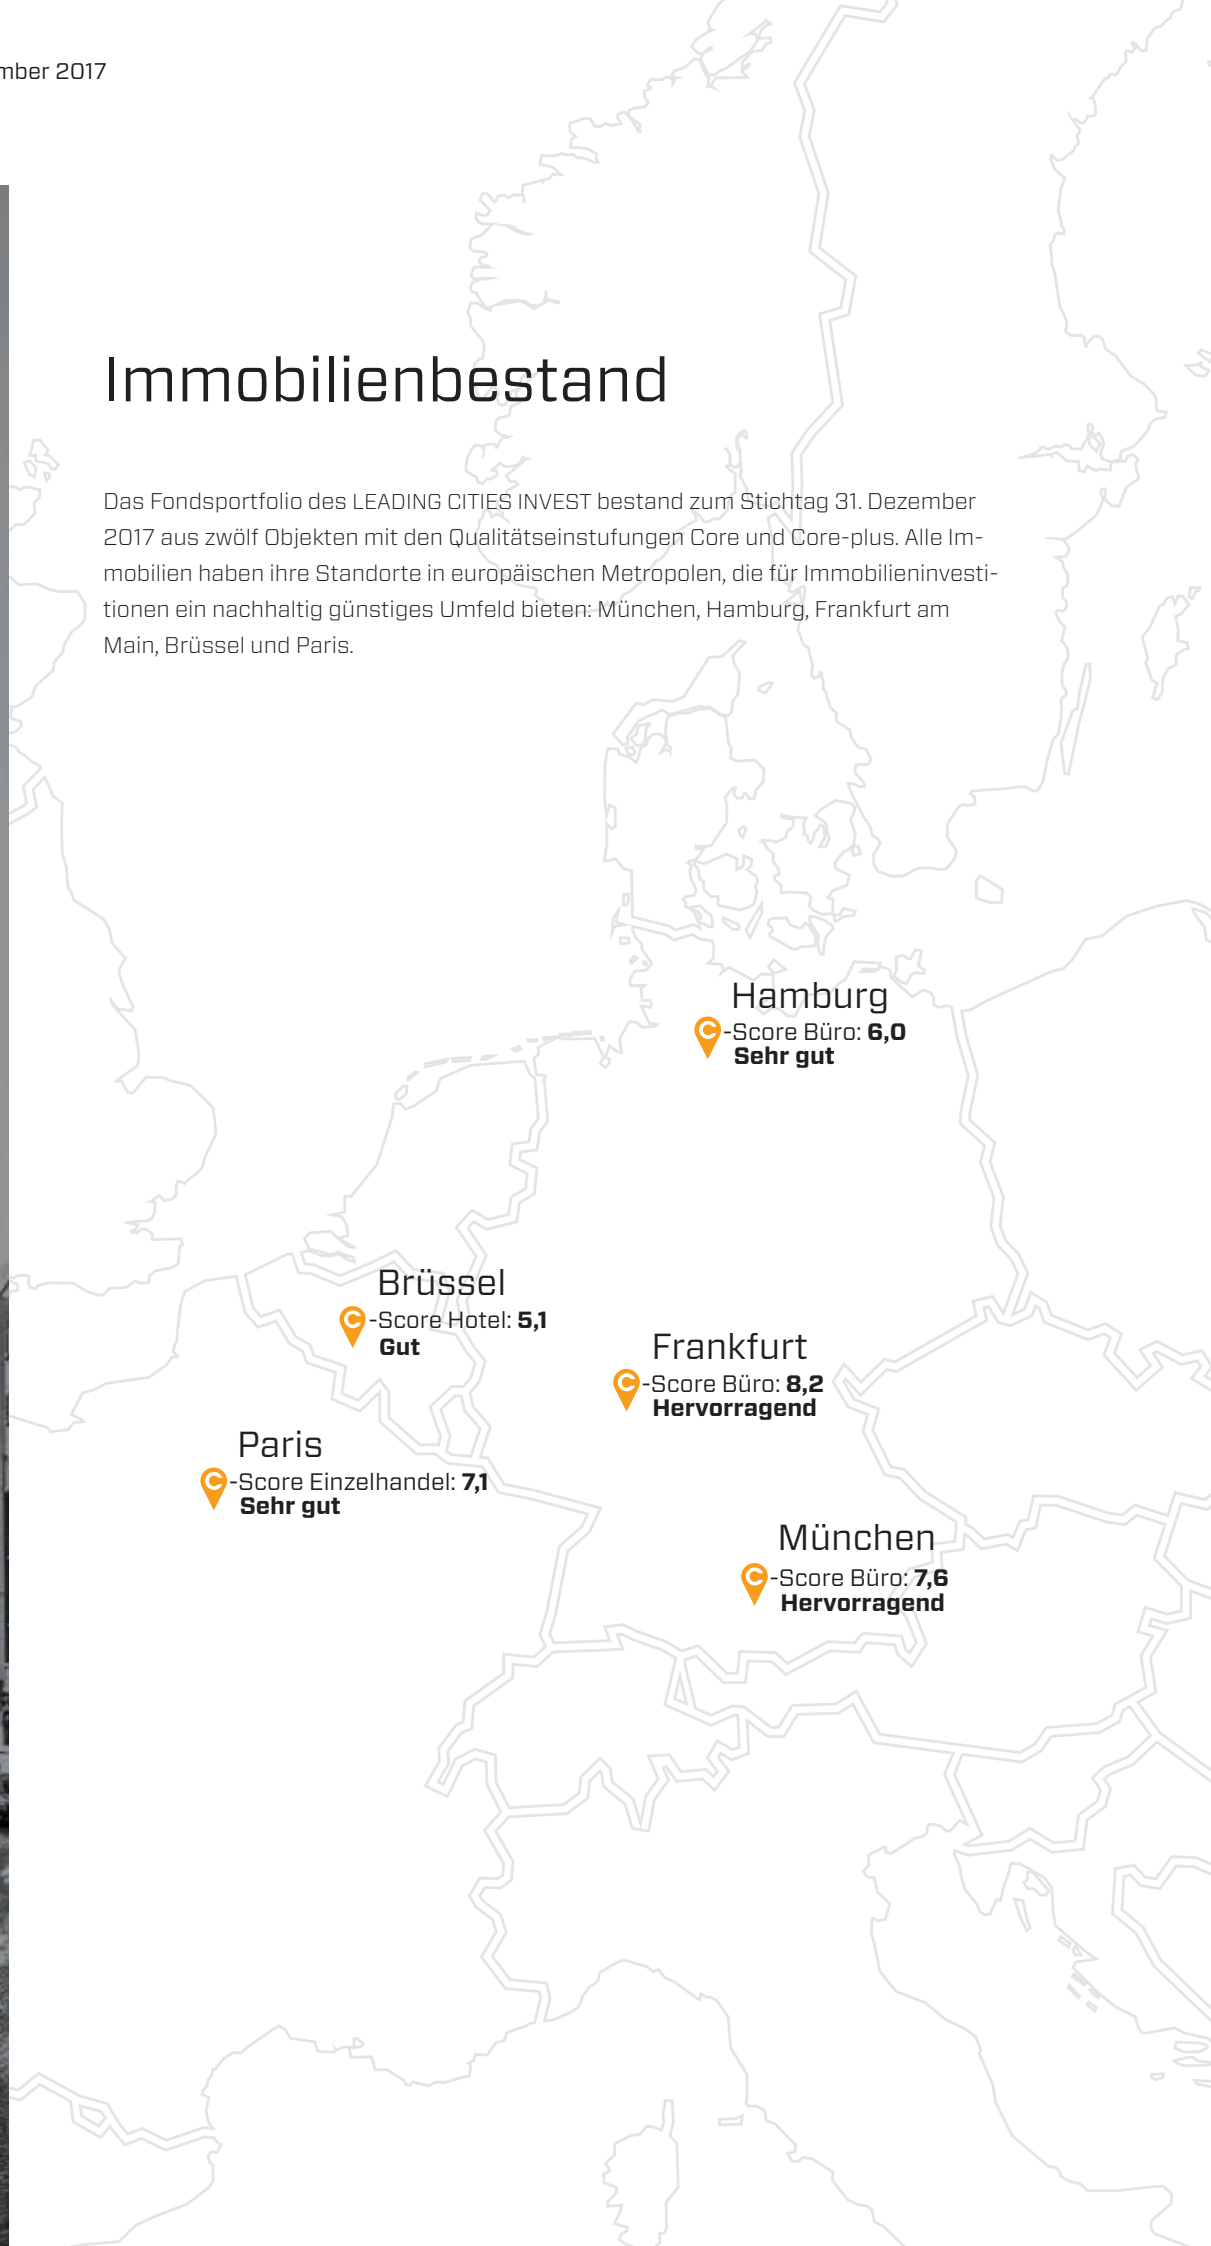 mber 2017
Immobilienbestand
Das Fondsportfolio des LEADING CITIES INVEST bestand zum Stichtag 31. Dezember
2017 aus zwölf Objekten mit den Qualitätseinstufungen Core und Core-plus. Alle Im-
mobilien haben ihre Standorte in europäischen Metropolen, die für Immobilieninvesti-
tionen ein nachhaltig günstiges Umfeld bieten: München, Hamburg, Frankfurt am
Main, Brüssel und Paris.
Hamburg
C-Score Büro: 6,0
Sehr gut
Brüssel
C-Score Hotel: 5,1
Gut
Frankfurt
C-Score Büro: 8,2
Hervorragend
Paris
C-Score Einzelhandel: 7,1
Sehr gut
München
C-Score Büro: 7,6
Hervorragend